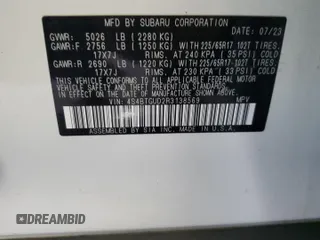 MFD BY SUBARU CORPORATION 07/23
GVWR: 5026 LB ( 2280 KG)
GAWR:F 2756 LB ( 1250 KG) WITH 225/65R17 102T TIRES,
17X7J RIMS,AT 240 KPA ( 35 PSI)COLD
GAWR:R 2690 LB ( 1220 KG) WITH 225/65R17 102T TIRES,
17X7J RIMS,AT 230 KPA ( 33 PSI)COLD
THIS VEHICLE CONFORMS TO ALL APPLICABLE
FEDERAL MOTOR VEHICLE SAFETY
STANDARDS IN EFFECT ON THE DATE OF
MANUFACTURE SHOWN ABOVE.
VIN: 4S4BTGUD2R3138569 MPV
ASSEMBLED BY SIA INC. MADE IN U.S.A.
DREAMBID